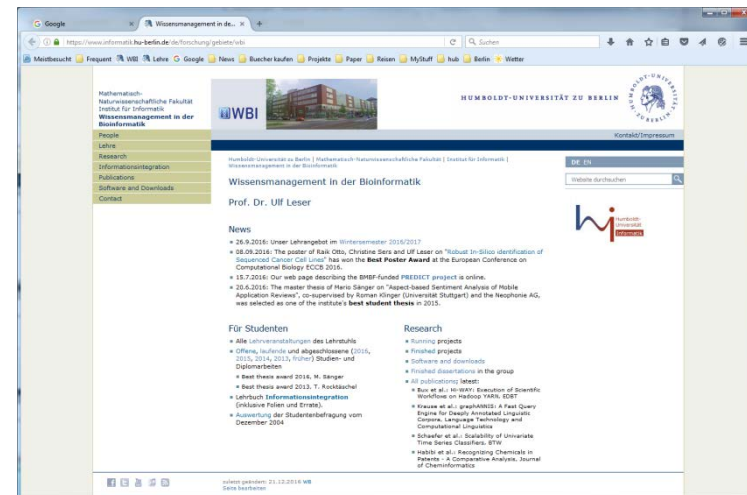 Google
Wissensmanagement in de...
https://www.informatik.hu-berlin.de/de/forschung/gebiete/wbi
Suchen
Meistbesucht Frequent WBI Lehre Google News Buecher kaufen Projekte Paper Reisen MyStuff hub Berlin Wetter
Mathematisch-
Naturwissenschaftliche Fakultät
Institut für Informatik
Wissensmanagement in der
Bioinformatik
WBI
HUMBOLDT-UNIVERSITÄT ZU BERLIN
People
Lehre
Research
Informationsintegration
Publications
Software and Downloads
Contact
Kontakt/Impressum
Humboldt-Universität zu Berlin | Mathematisch-Naturwissenschaftliche Fakultät | Institut für Informatik |
Wissensmanagement in der Bioinformatik
DE EN
Website durchsuchen
Wissensmanagement in der Bioinformatik
Prof. Dr. Ulf Leser
Humboldt-
Universität
Informatik
News
26.9.2016: Unser Lehrangebot im Wintersemester 2016/2017
08.09.2016: The poster of Raik Otto, Christine Sers and Ulf Leser on "Robust In-Silico identification of
Sequenced Cancer Cell Lines" has won the Best Poster Award at the European Conference on
Computational Biology ECCB 2016.
15.7.2016: Our web page describing the BMBF-funded PREDICT project is online.
20.6.2016: The master thesis of Mario Sänger on "Aspect-based Sentiment Analysis of Mobile
Application Reviews", co-supervised by Roman Klinger (Universität Stuttgart) and the Neophonie AG,
was selected as one of the institute's best student thesis in 2015.
Für Studenten
Alle Lehrveranstaltungen des Lehrstuhls
Offene, laufende und abgeschlossene (2016,
2015, 2014, 2013, früher) Studien- und
Diplomarbeiten
Best thesis award 2016, M. Sänger
Best thesis award 2013, T. Rocktäschel
Lehrbuch Informationsintegration
(inklusive Folien und Errate).
Auswertung der Studentenbefragung vom
Dezember 2004
Research
Running projects
Finished projects
Software and downloads
Finished dissertations in the group
All publications; latest:
Bux et al.: Hi-WAY: Execution of Scientific
Workflows on Hadoop YARN. EDBT
Krause et al.: graphANNIS: A Fast Query
Engine for Deeply Annotated Linguistic
Corpora. Language Technology and
Computational Linguistics
Schaefer et al.: Scalability of Univariate
Time Series Classifiers. BTW
Habibi et al.: Recognizing Chemicals in
Patents - A Comparative Analysis. Journal
of Cheminformatics
zuletzt geändert: 21.12.2016 WB
Seite bearbeiten